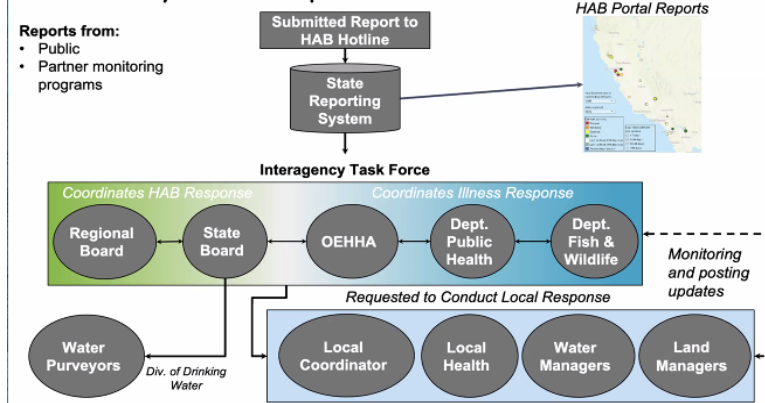 HAB Portal Reports
Submitted Report to
HAB Hotline
Reports from:
• Public
• Partner monitoring
programs
State
Reporting
System
Interagency Task Force
Coordinates HAB Response
Coordinates Illness Response
Regional
Board
State
Board
OEHHA
Dept.
Public
Health
Dept.
Fish &
Wildlife
Monitoring
and posting
updates
Requested to Conduct Local Response
Water
Purveyors
Div. of Drinking
Water
Local
Coordinator
Local
Health
Water
Managers
Land
Managers